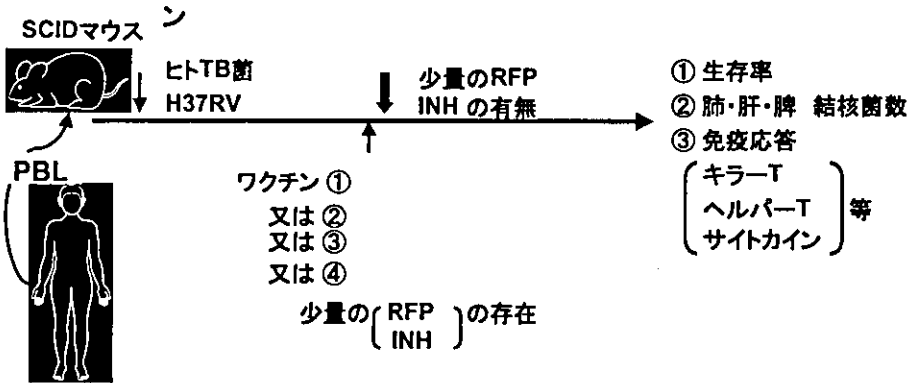 ン
SCIDマウス
ヒトTB菌
H37RV
少量のRFP
INH の有無
① 生存率
② 肺・肝・脾 結核菌数
③ 免疫応答
キラーT
ヘルパーT
サイトカイン
等
PBL
ワクチン ①
又は ②
又は ③
又は ④
少量の RFP の存在
INH